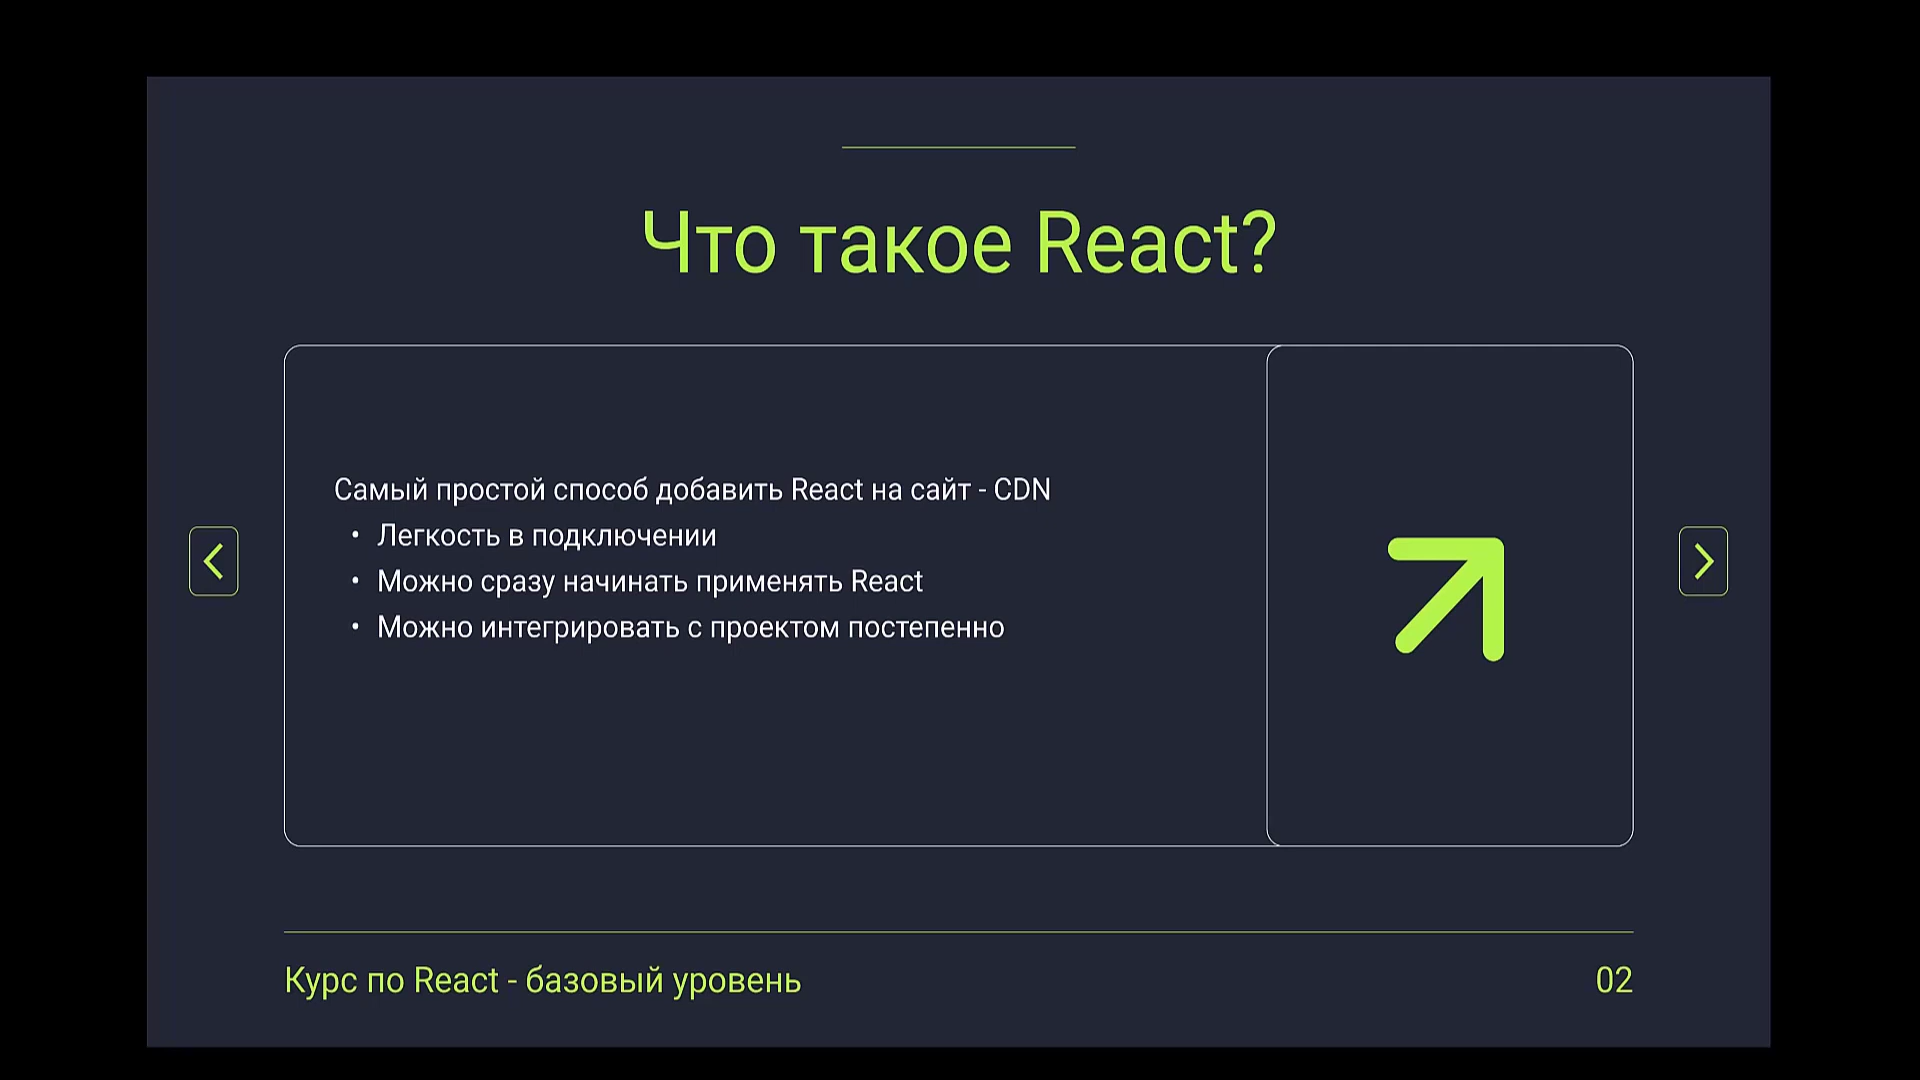 Что такое React?
Самый простой способ добавить React на сайт - CDN
• Легкость в подключении
• Можно сразу начинать применять React
• Можно интегрировать с проектом постепенно
Курс по React - базовый уровень
02